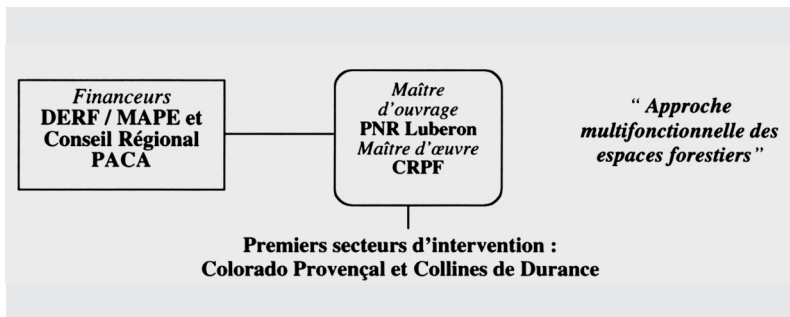 Financeurs
DERF / MAPE et
Conseil Régional
PACA
Maître
d'ouvrage
PNR Luberon
Maître d'œuvre
CRPF
“ Approche
multifonctionnelle des
espaces forestiers ”
Premiers secteurs d’intervention :
Colorado Provençal et Collines de Durance